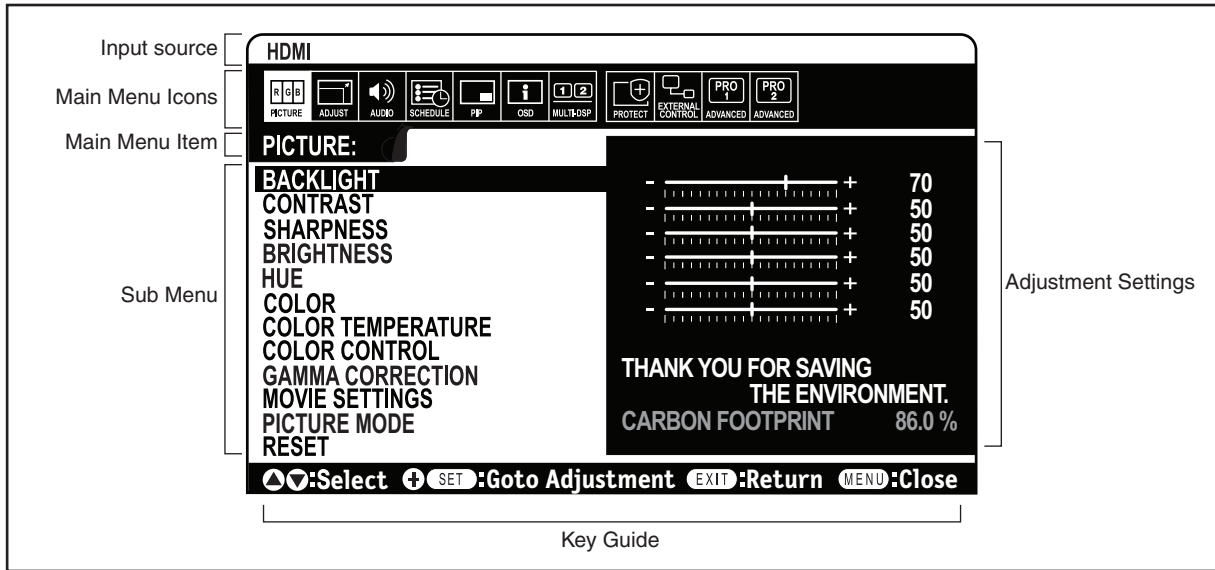 Input source
HDMI
Main Menu Icons
R G B
PICTURE
ADJUST
AUDIO
SCHEDULE
PIP
i
OSD
1 2
MULTI-DSP
PROTECT
EXTERNAL
CONTROL
PRO
1
ADVANCED
PRO
2
ADVANCED
Main Menu Item
PICTURE:
Sub Menu
BACKLIGHT
CONTRAST
SHARPNESS
BRIGHTNESS
HUE
COLOR
COLOR TEMPERATURE
COLOR CONTROL
GAMMA CORRECTION
MOVIE SETTINGS
PICTURE MODE
RESET
- + 70
- + 50
- + 50
- + 50
- + 50
- + 50
THANK YOU FOR SAVING
THE ENVIRONMENT.
CARBON FOOTPRINT 86.0 %
Adjustment Settings
:Select + SET :Goto Adjustment EXIT :Return MENU :Close
Key Guide